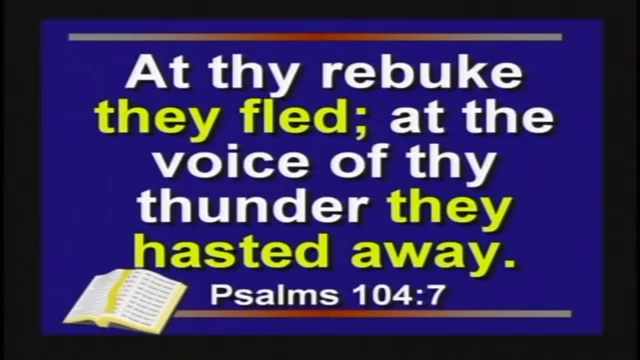 At thy rebuke
they fled; at the
voice of thy
thunder they
hasted away.
Psalms 104:7